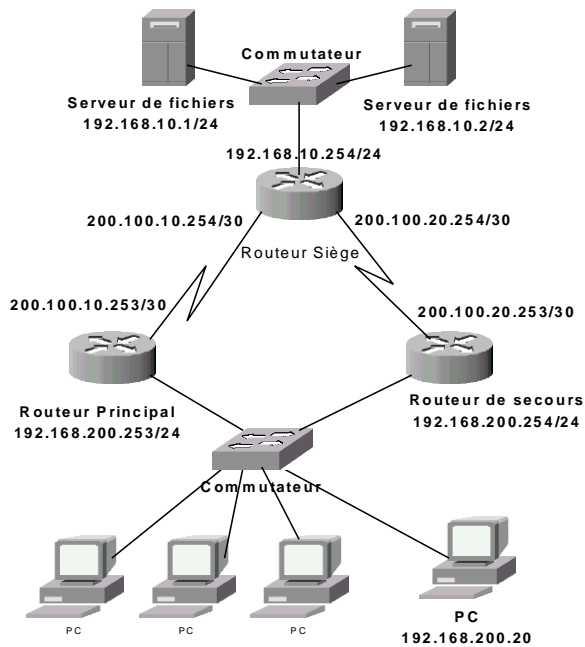 Commutateur
Serveur de fichiers
192.168.10.1/24
Serveur de fichiers
192.168.10.2/24
192.168.10.254/24
200.100.10.254/30
200.100.20.254/30
Routeur Siège
200.100.10.253/30
200.100.20.253/30
Routeur Principal
192.168.200.253/24
Routeur de secours
192.168.200.254/24
Commutateur
PC
PC
PC
PC
192.168.200.20